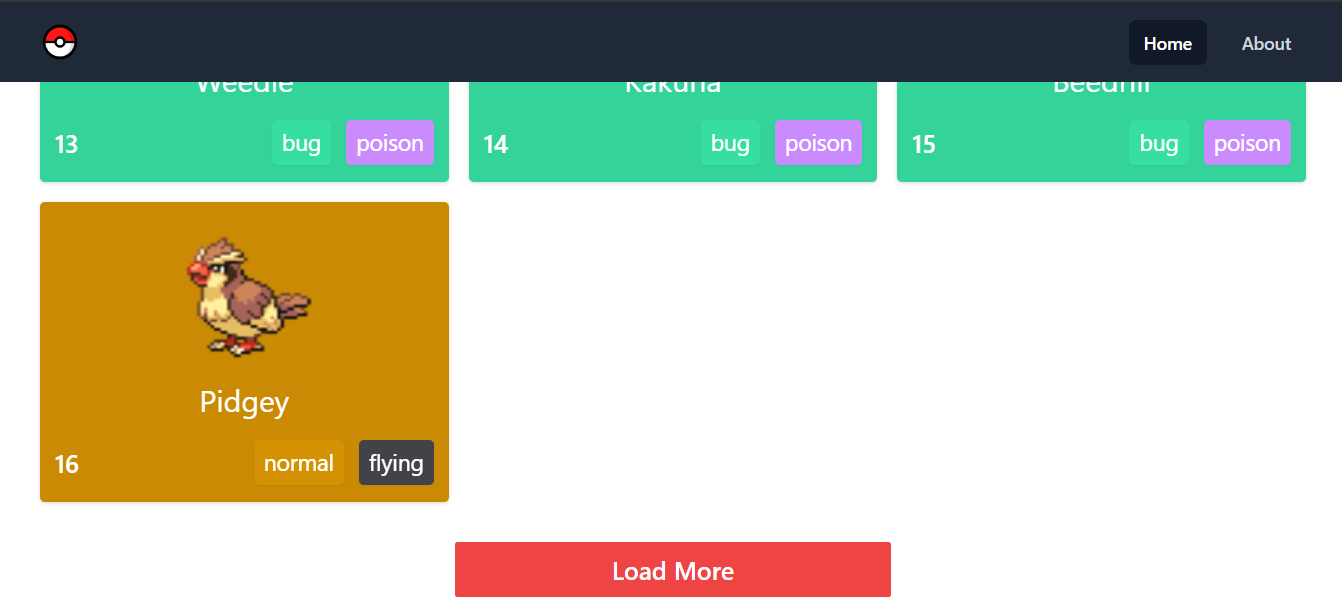 Home About
Weedle Kakuna Beedrill
13 bug poison 14 bug poison 15 bug poison
Pidgey
16 normal flying
Load More